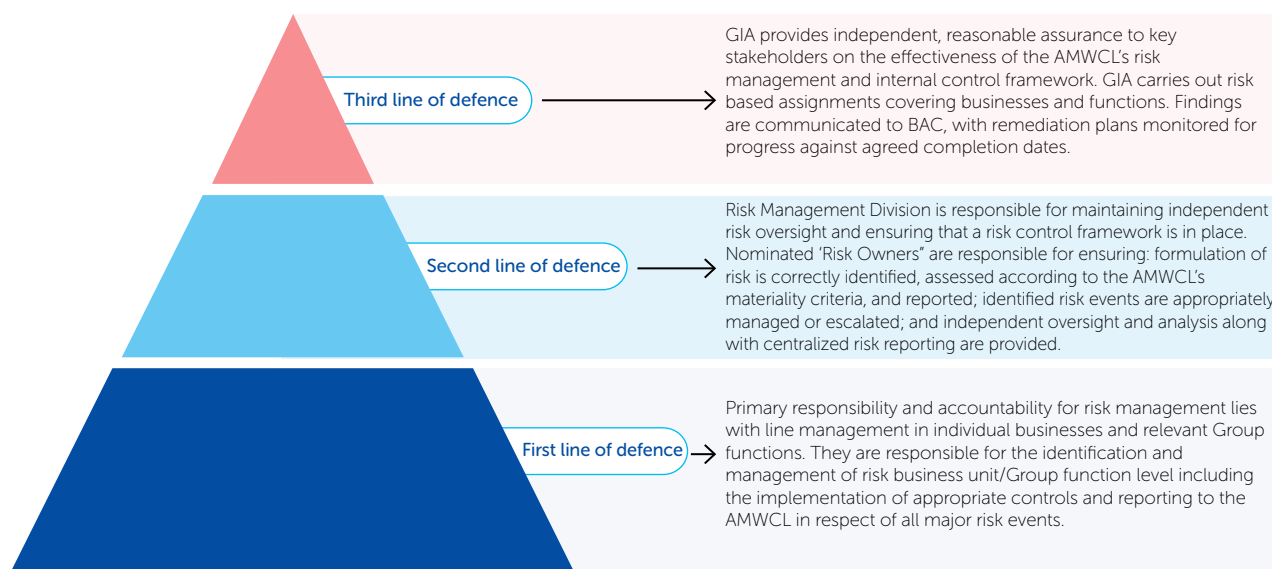 Third line of defence
GIA provides independent, reasonable assurance to key
stakeholders on the effectiveness of the AMWCL's risk
management and internal control framework. GIA carries out risk
based assignments covering businesses and functions. Findings
are communicated to BAC, with remediation plans monitored for
progress against agreed completion dates.
Second line of defence
Risk Management Division is responsible for maintaining independent
risk oversight and ensuring that a risk control framework is in place.
Nominated 'Risk Owners" are responsible for ensuring: formulation of
risk is correctly identified, assessed according to the AMWCL's
materiality criteria, and reported; identified risk events are appropriately
managed or escalated; and independent oversight and analysis along
with centralized risk reporting are provided.
First line of defence
Primary responsibility and accountability for risk management lies
with line management in individual businesses and relevant Group
functions. They are responsible for the identification and
management of risk business unit/Group function level including
the implementation of appropriate controls and reporting to the
AMWCL in respect of all major risk events.